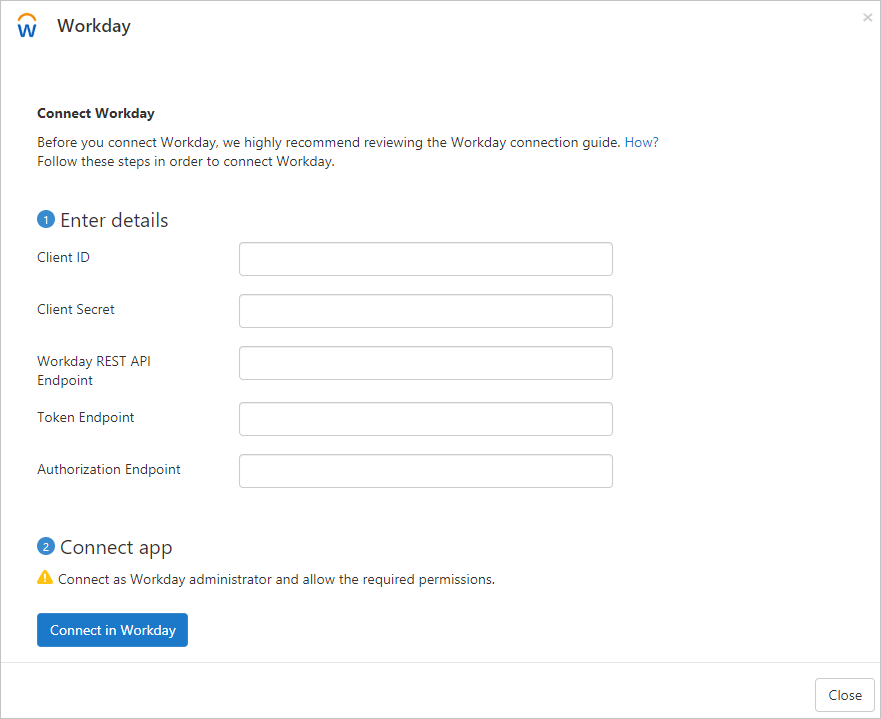 W Workday
×
Connect Workday
Before you connect Workday, we highly recommend reviewing the Workday connection guide. How?
Follow these steps in order to connect Workday.
1 Enter details
Client ID
Client Secret
Workday REST API
Endpoint
Token Endpoint
Authorization Endpoint
2 Connect app
Connect as Workday administrator and allow the required permissions.
Connect in Workday
Close